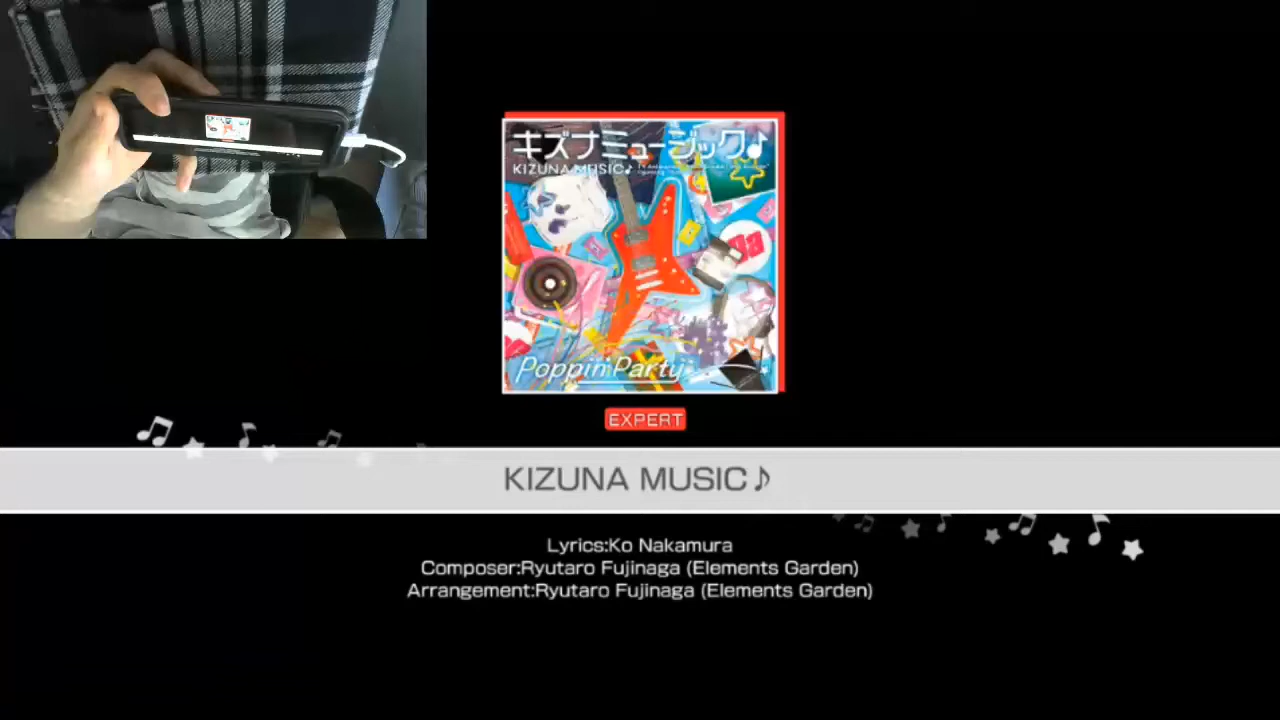 キズナミュージック♪
KIZUNA MUSIC♪
Poppin'Party
EXPERT
KIZUNA MUSIC♪
Lyrics:Ko Nakamura
Composer:Ryutaro Fujinaga (Elements Garden)
Arrangement:Ryutaro Fujinaga (Elements Garden)